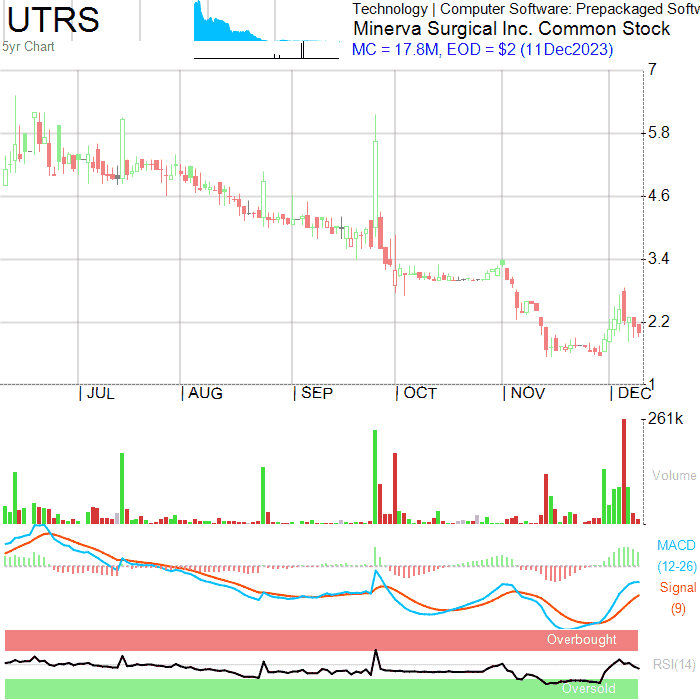 UTRS
5yr Chart
Technology | Computer Software: Prepackaged Softw
Minerva Surgical Inc. Common Stock
MC = 17.8M, EOD = $2 (11Dec2023)
7
5.8
4.6
3.4
2.2
1
| JUL | AUG | SEP | OCT | NOV | DEC
261k
Volume
MACD
(12-26)
Signal
(9)
Overbought
RSI(14)
Oversold